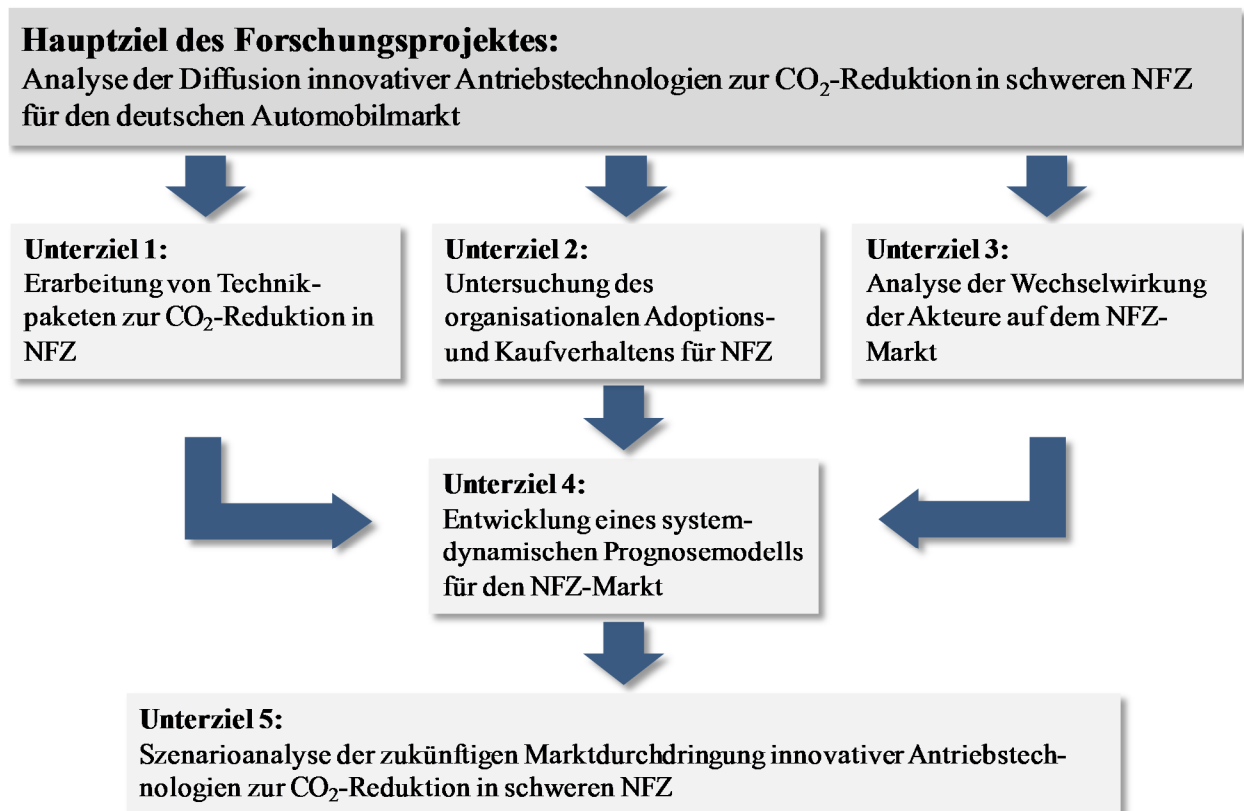 Hauptziel des Forschungsprojektes:
Analyse der Diffusion innovativer Antriebstechnologien zur CO₂-Reduktion in schweren NFZ
für den deutschen Automobilmarkt
Unterziel 1:
Erarbeitung von Technik-
paketen zur CO₂-Reduktion in
NFZ
Unterziel 2:
Untersuchung des
organisationalen Adoptions-
und Kaufverhaltens für NFZ
Unterziel 3:
Analyse der Wechselwirkung
der Akteure auf dem NFZ-
Markt
Unterziel 4:
Entwicklung eines system-
dynamischen Prognosemodells
für den NFZ-Markt
Unterziel 5:
Szenarioanalyse der zukünftigen Marktdurchdringung innovativer Antriebstech-
nologien zur CO₂-Reduktion in schweren NFZ